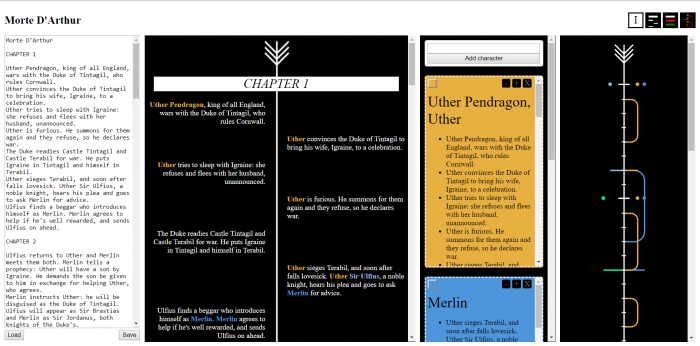 Morte D'Arthur
I
Morte D'Arthur
CHAPTER 1
Uther Pendragon, king of all England,
wars with the Duke of Tintagil, who
rules Cornwall.
Uther convinces the Duke of Tintagil
to bring his wife, Igraine, to a
celebration.
Uther tries to sleep with Igraine:
she refuses and flees with her
husband, unannounced.
Uther is furious. He summons for them
again and they refuse, so he declares
war.
The Duke readies Castle Tintagil and
Castle Terabil for war. He puts
Igraine in Tintagil and himself in
Terabil.
Uther sieges Terabil, and soon after
falls lovesick. Uther Sir Ulfius, a
noble knight, hears his plea and goes
to ask Merlin for advice.
Ulfius finds a beggar who introduces
himself as Merlin. Merlin agrees to
help if he's well rewarded, and sends
Ulfius on ahead.
CHAPTER 2
Ulfius returns to Uther and Merlin
meets them both. Merlin tells a
prophecy: Uther will have a son by
Igraine. He demands the son be given
to him in exchange for helping Uther,
who agrees.
Merlin instructs Uther: he will be
disguised as the Duke of Tintagil.
Ulfius will appear as Sir Brastias
and Merlin as Sir Jordanus, both
knights of the Duke's.
Load
Save
CHAPTER 1
Uther Pendragon, king of all England,
wars with the Duke of Tintagil, who
rules Cornwall.
Uther convinces the Duke of Tintagil to
bring his wife, Igraine, to a celebration.
Uther tries to sleep with Igraine: she
refuses and flees with her husband,
unannounced.
Uther is furious. He summons for them
again and they refuse, so he declares
war.
The Duke readies Castle Tintagil and
Castle Terabil for war. He puts Igraine
in Tintagil and himself in Terabil.
Uther sieges Terabil, and soon after
falls lovesick. Uther Sir Ulfius, a noble
knight, hears his plea and goes to ask
Merlin for advice.
Ulfius finds a beggar who introduces
himself as Merlin. Merlin agrees to
help if he's well rewarded, and sends
Ulfius on ahead.
Add character
- + X
Uther Pendragon,
Uther
Uther Pendragon, king of all
England, wars with the Duke
of Tintagil, who rules
Cornwall.
Uther convinces the Duke of
Tintagil to bring his wife,
Igraine, to a celebration.
Uther tries to sleep with
Igraine: she refuses and flees
with her husband,
unannounced.
Uther is furious. He
summons for them again and
they refuse, so he declares
war.
Uther sieges Terabil, and
- + X
Merlin
Uther sieges Terabil, and
soon after falls lovesick.
Uther Sir Ulfius, a noble